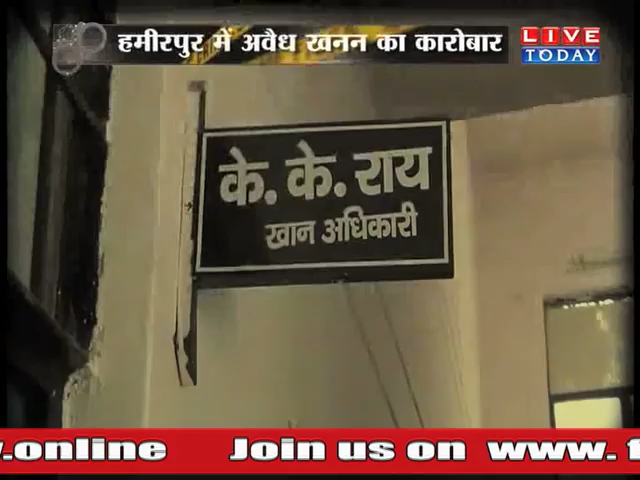 हमीरपुर में अवैध खनन का कारोबार
LIVE
TODAY
के. के. राय
खान अधिकारी
.online Join us on www.